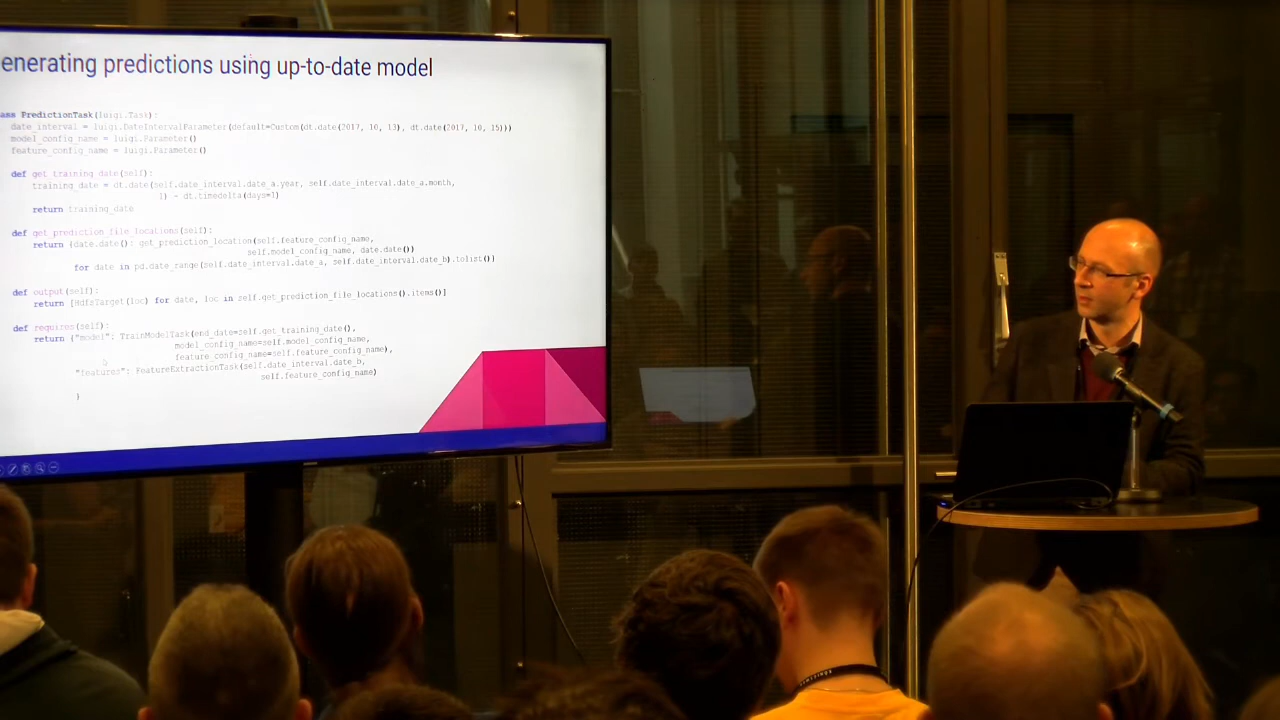 enerating predictions using up-to-date model
ass PredictionTask(luigi.Task):
date_interval = luigi.DateIntervalParameter(default=Custom(dt.date(2017, 10, 13), dt.date(2017, 10, 15)))
model_config_name = luigi.Parameter()
feature_config_name = luigi.Parameter()
def get_training_date(self):
training_date = dt.date(self.date_interval.date_a.year, self.date_interval.date_a.month,
1) - dt.timedelta(days=1)
return training_date
def get_prediction_file_locations(self):
return {date.date(): get_prediction_location(self.feature_config_name,
self.model_config_name, date.date())
for date in pd.date_range(self.date_interval.date_a, self.date_interval.date_b).tolist()}
def output(self):
return [HdfsTarget(loc) for date, loc in self.get_prediction_file_locations().items()]
def requires(self):
return {"model": TrainModelTask(end_date=self.get_training_date(),
model_config_name=self.model_config_name,
feature_config_name=self.feature_config_name),
"features": FeatureExtractionTask(self.date_interval.date_b,
self.feature_config_name)
}